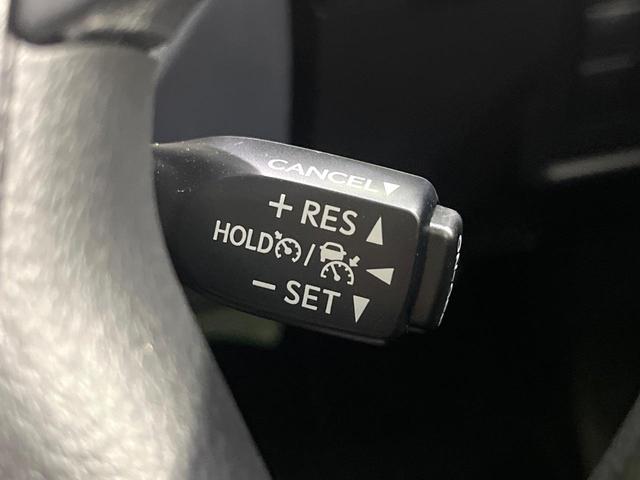 CANCEL▼
+ RES ▲
HOLD / ◀
− SET ▼